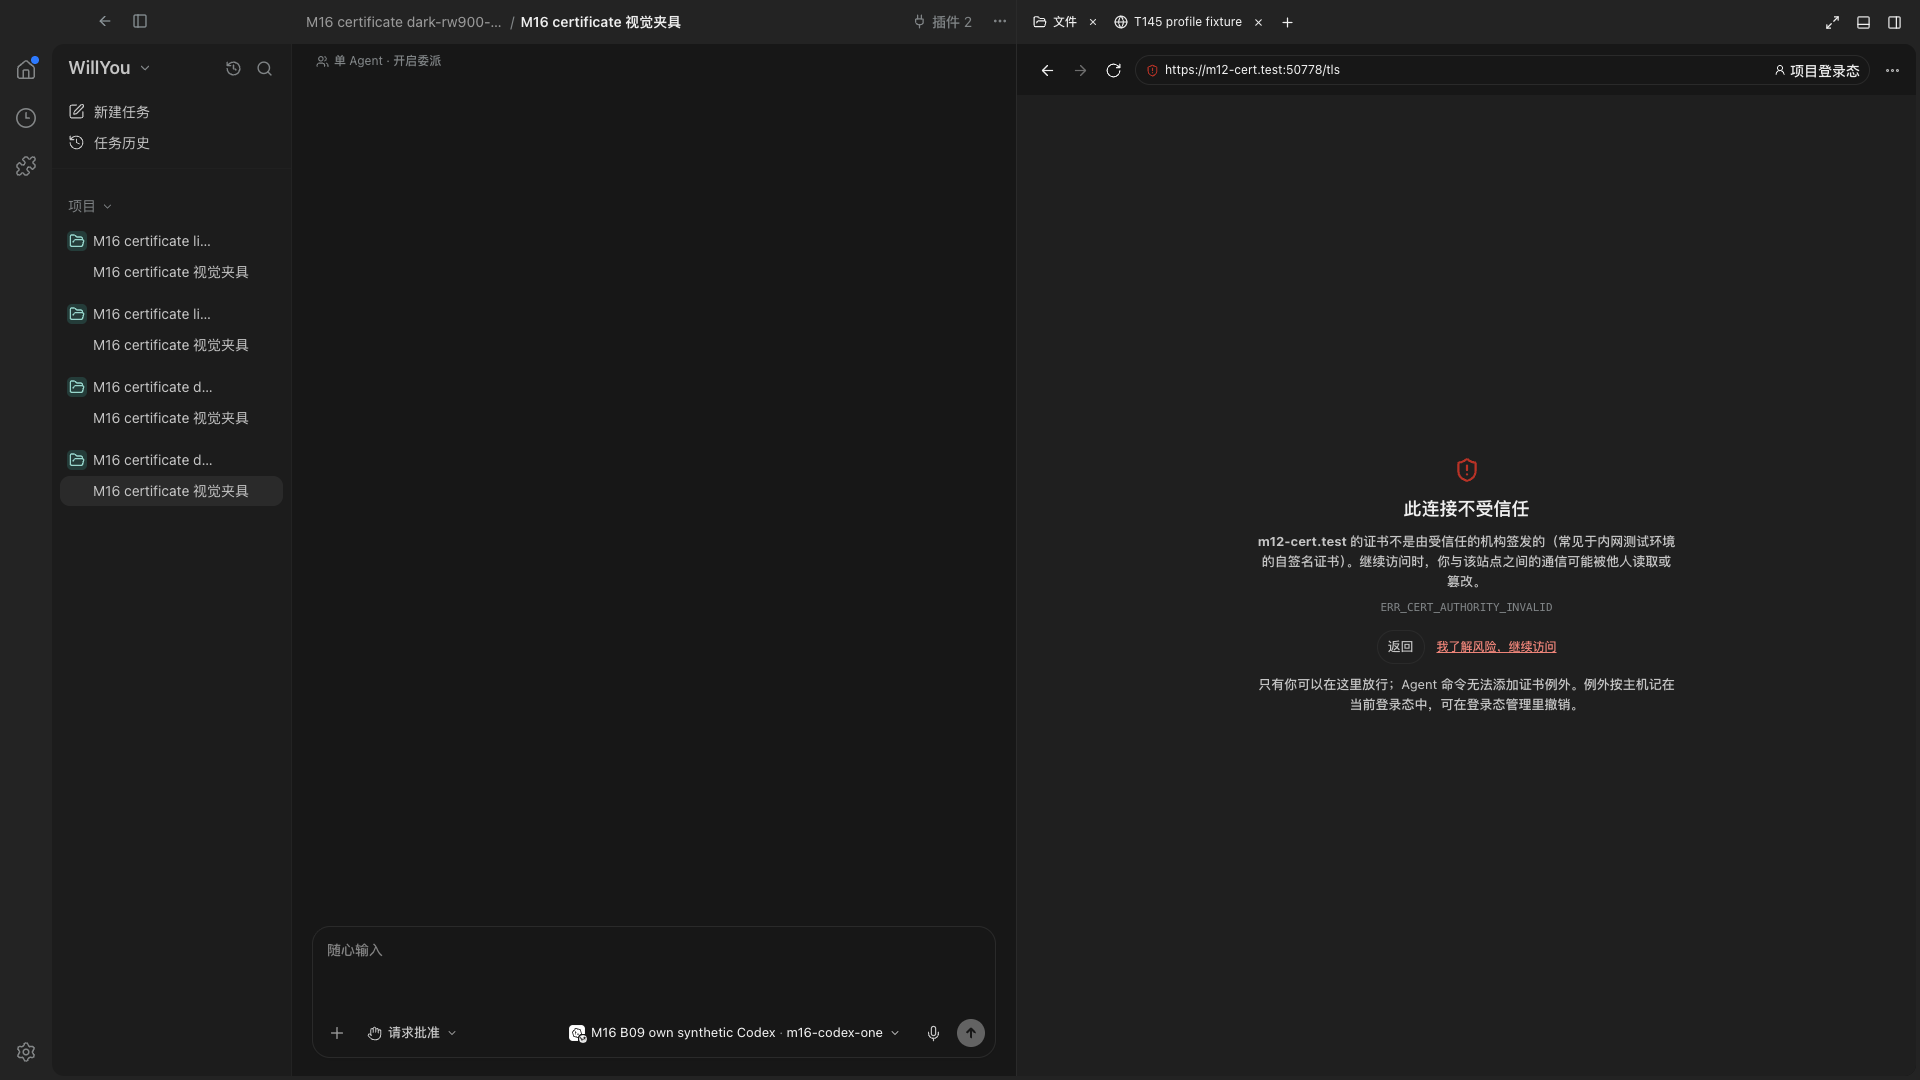 M16 certificate dark-rw900-... / M16 certificate 视觉夹具
插件 2
文件
T145 profile fixture
WillYou
新建任务
任务历史
项目
M16 certificate li...
M16 certificate 视觉夹具
M16 certificate li...
M16 certificate 视觉夹具
M16 certificate d...
M16 certificate 视觉夹具
M16 certificate d...
M16 certificate 视觉夹具
单 Agent · 开启委派
随心输入
请求批准
M16 B09 own synthetic Codex · m16-codex-one
https://m12-cert.test:50778/tls
项目登录态
此连接不受信任
m12-cert.test 的证书不是由受信任的机构签发的（常见于内网测试环境
的自签名证书）。继续访问时，你与该站点之间的通信可能被他人读取或
篡改。
ERR_CERT_AUTHORITY_INVALID
返回
我了解风险，继续访问
只有你可以在这里放行；Agent 命令无法添加证书例外。例外按主机记在
当前登录态中，可在登录态管理里撤销。